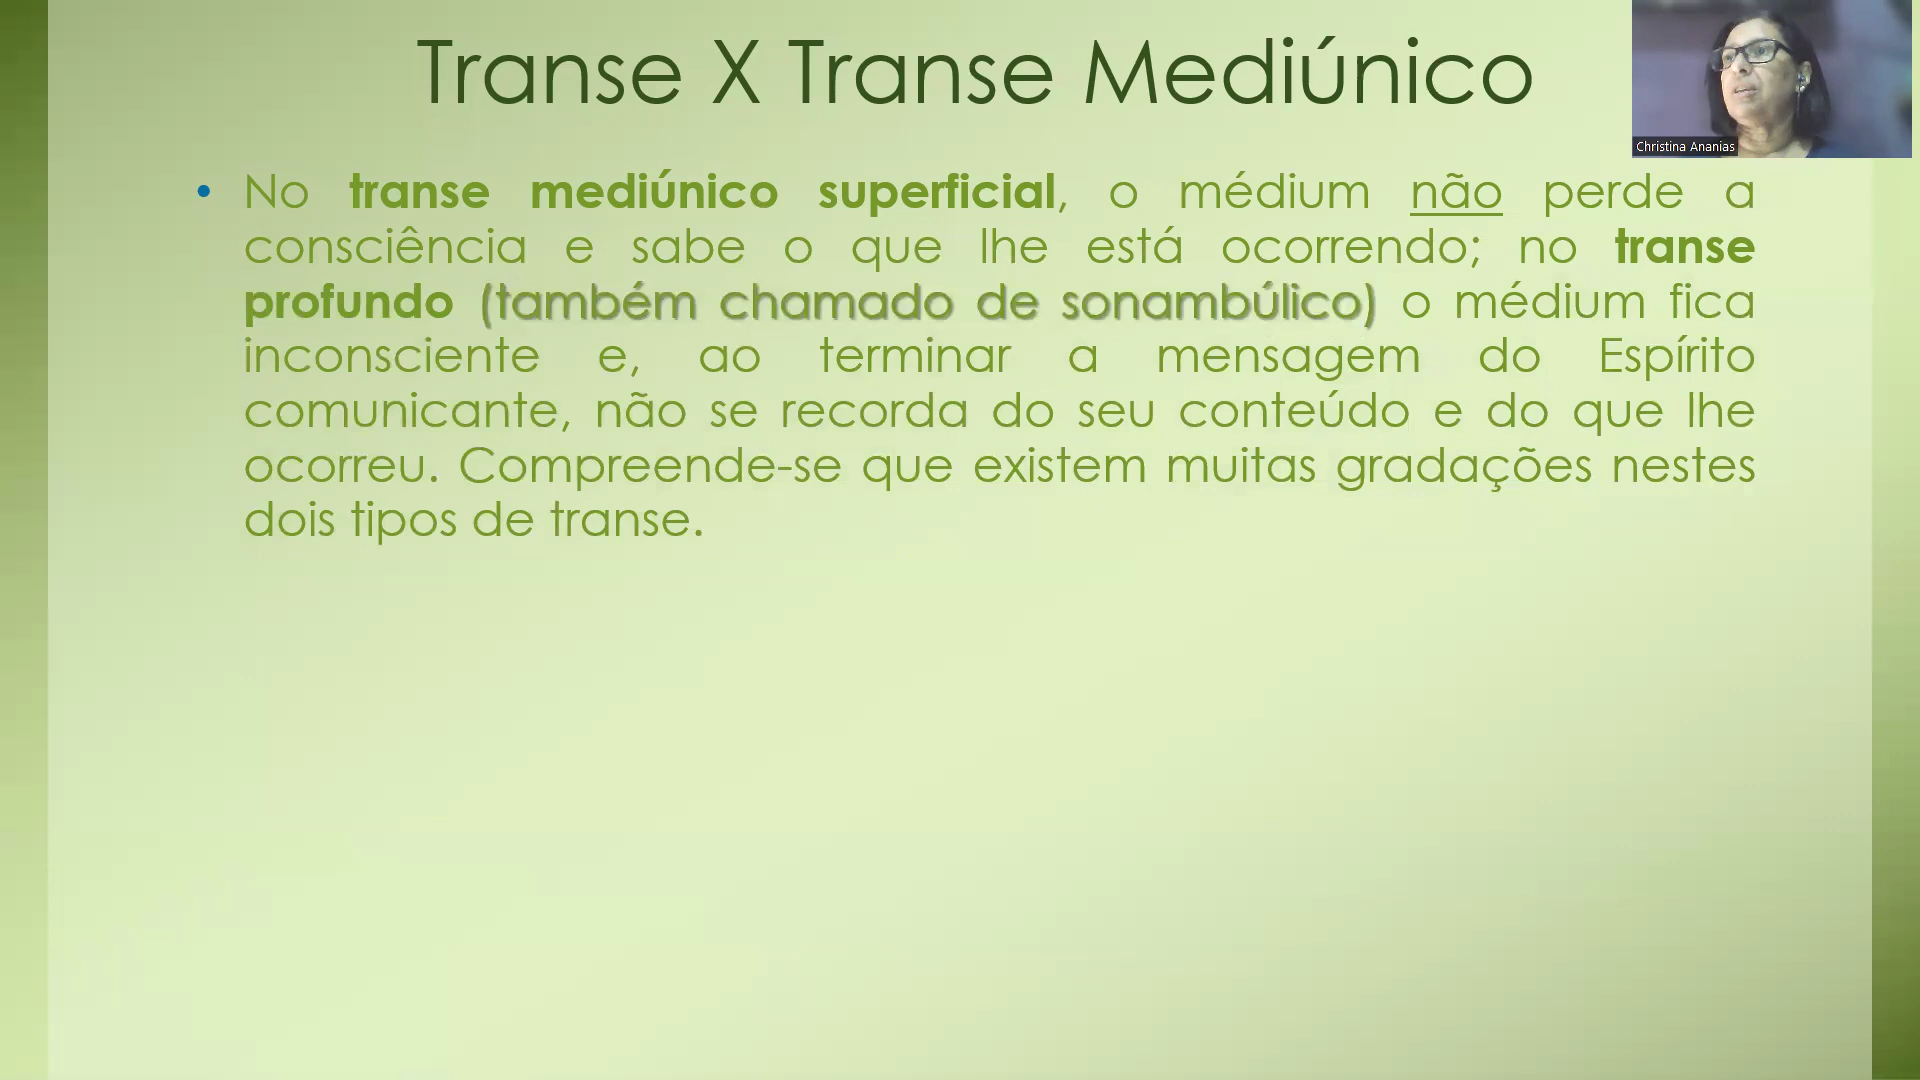 Transe X Transe Mediúnico
Christina Ananias
• No transe mediúnico superficial, o médium não perde a
consciência e sabe o que lhe está ocorrendo; no transe
profundo (também chamado de sonambúlico) o médium fica
inconsciente e, ao terminar a mensagem do Espírito
comunicante, não se recorda do seu conteúdo e do que lhe
ocorreu. Compreende-se que existem muitas gradações nestes
dois tipos de transe.